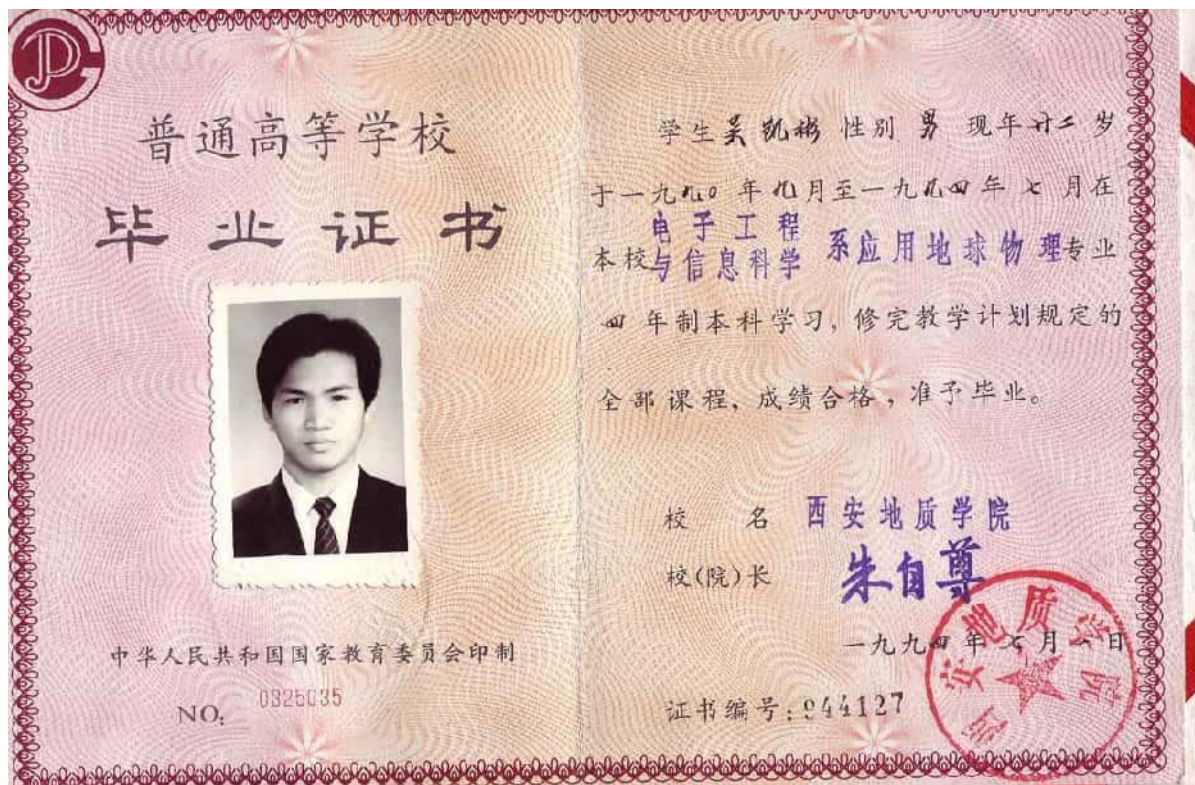 普通高等学校
毕业证书
中华人民共和国国家教育委员会印制
NO:
学生吴凯彬 性别 男 现年廿二岁
于一九九0年九月至一九九四年七月在
本校电子工程与信息科学系应用地球物理专业
四年制本科学习,修完教学计划规定的
全部课程,成绩合格,准予毕业。
校 名 西安地质学院
校(院)长 朱自尊
一九九四年七月一日
证书编号:944127
西安地质学院